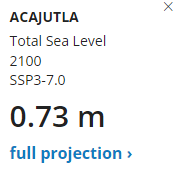 ACAJUTLA
Total Sea Level
2100
SSP3-7.0
0.73 m
full projection ›